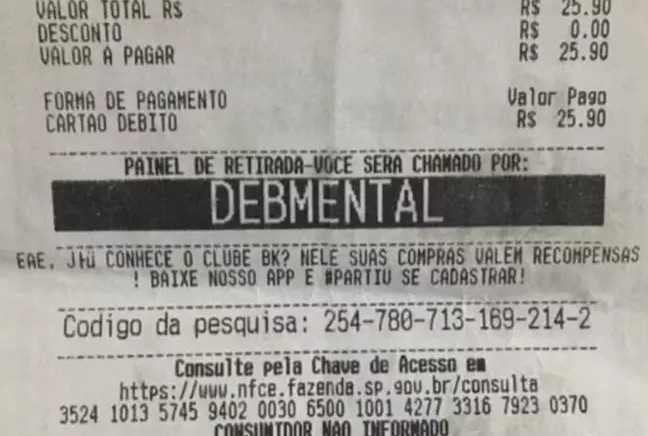 VALOR TOTAL R$ R$ 25.90
DESCONTO R$ 0.00
VALOR A PAGAR R$ 25.90
FORMA DE PAGAMENTO Valor Pago
CARTAO DEBITO R$ 25.90
PAINEL DE RETIRADA-VOCE SERA CHAMADO POR:
DEBMENTAL
EAE, CONHECE O CLUBE BK? NELE SUAS COMPRAS VALEM RECOMPENSAS
! BAIXE NOSSO APP E #PARTIU SE CADASTRAR!
Codigo da pesquisa: 254-780-713-169-214-2
Consulte pela Chave de Acesso em
https://www.nfce.fazenda.sp.gov.br/consulta
3524 1013 5745 9402 0030 6500 1001 4277 3316 7923 0370
CONSUMIDOR NAO INFORMADO